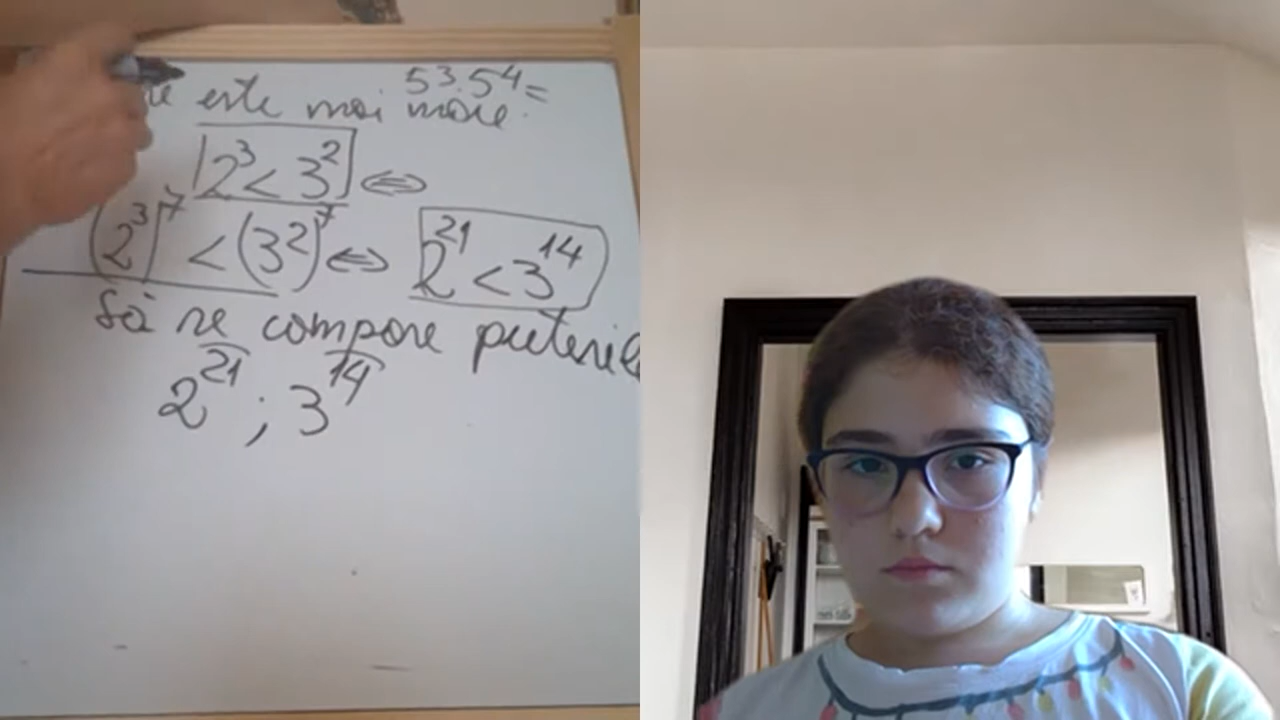 5³·5⁴=
este mai mare.
2³<3² ⇔
(2³)⁷ <(3²)⁷ ⇔ 2²¹<3¹⁴
Să se compare puterile
2²¹ ; 3¹⁴